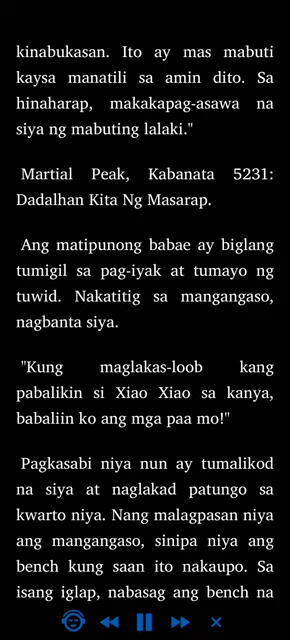 kinabukasan. Ito ay mas mabuti
kaysa manatili sa amin dito. Sa
hinaharap, makakapag-asawa na
siya ng mabuting lalaki."
Martial Peak, Kabanata 5231:
Dadalhan Kita Ng Masarap.
Ang matipunong babae ay biglang
tumigil sa pag-iyak at tumayo ng
tuwid. Nakatitig sa mangangaso,
nagbanta siya.
"Kung maglakas-loob kang
pabalikin si Xiao Xiao sa kanya,
babaliin ko ang mga paa mo!"
Pagkasabi niya nun ay tumalikod
na siya at naglakad patungo sa
kwarto niya. Nang malagpasan niya
ang mangangaso, sinipa niya ang
bench kung saan ito nakaupo. Sa
isang iglap, nabasag ang bench na